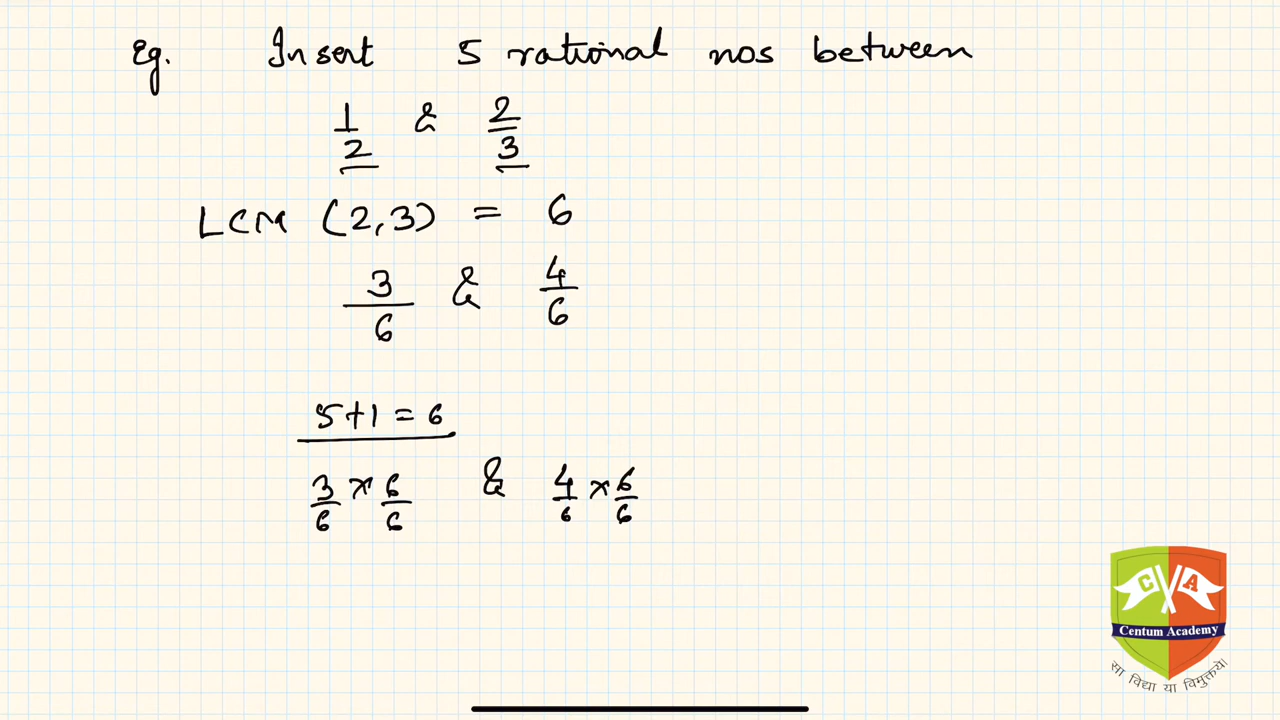 Eg. Insert 5 rational nos between
1/2 & 2/3
LCM (2,3) = 6
3/6 & 4/6
5+1 = 6
3/6 × 6/6 & 4/6 × 6/6
C A
Centum Academy
सा विद्या या विमुक्तये